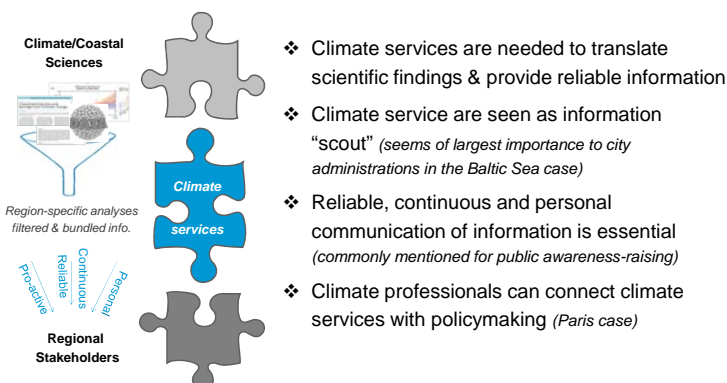 Climate/Coastal
Sciences
Region-specific analyses
filtered & bundled info.
Pro-active
Reliable
Continuous
Personal
Regional
Stakeholders
Climate
services
❖ Climate services are needed to translate
scientific findings & provide reliable information
❖ Climate service are seen as information
“scout” (seems of largest importance to city
administrations in the Baltic Sea case)
❖ Reliable, continuous and personal
communication of information is essential
(commonly mentioned for public awareness-raising)
❖ Climate professionals can connect climate
services with policymaking (Paris case)